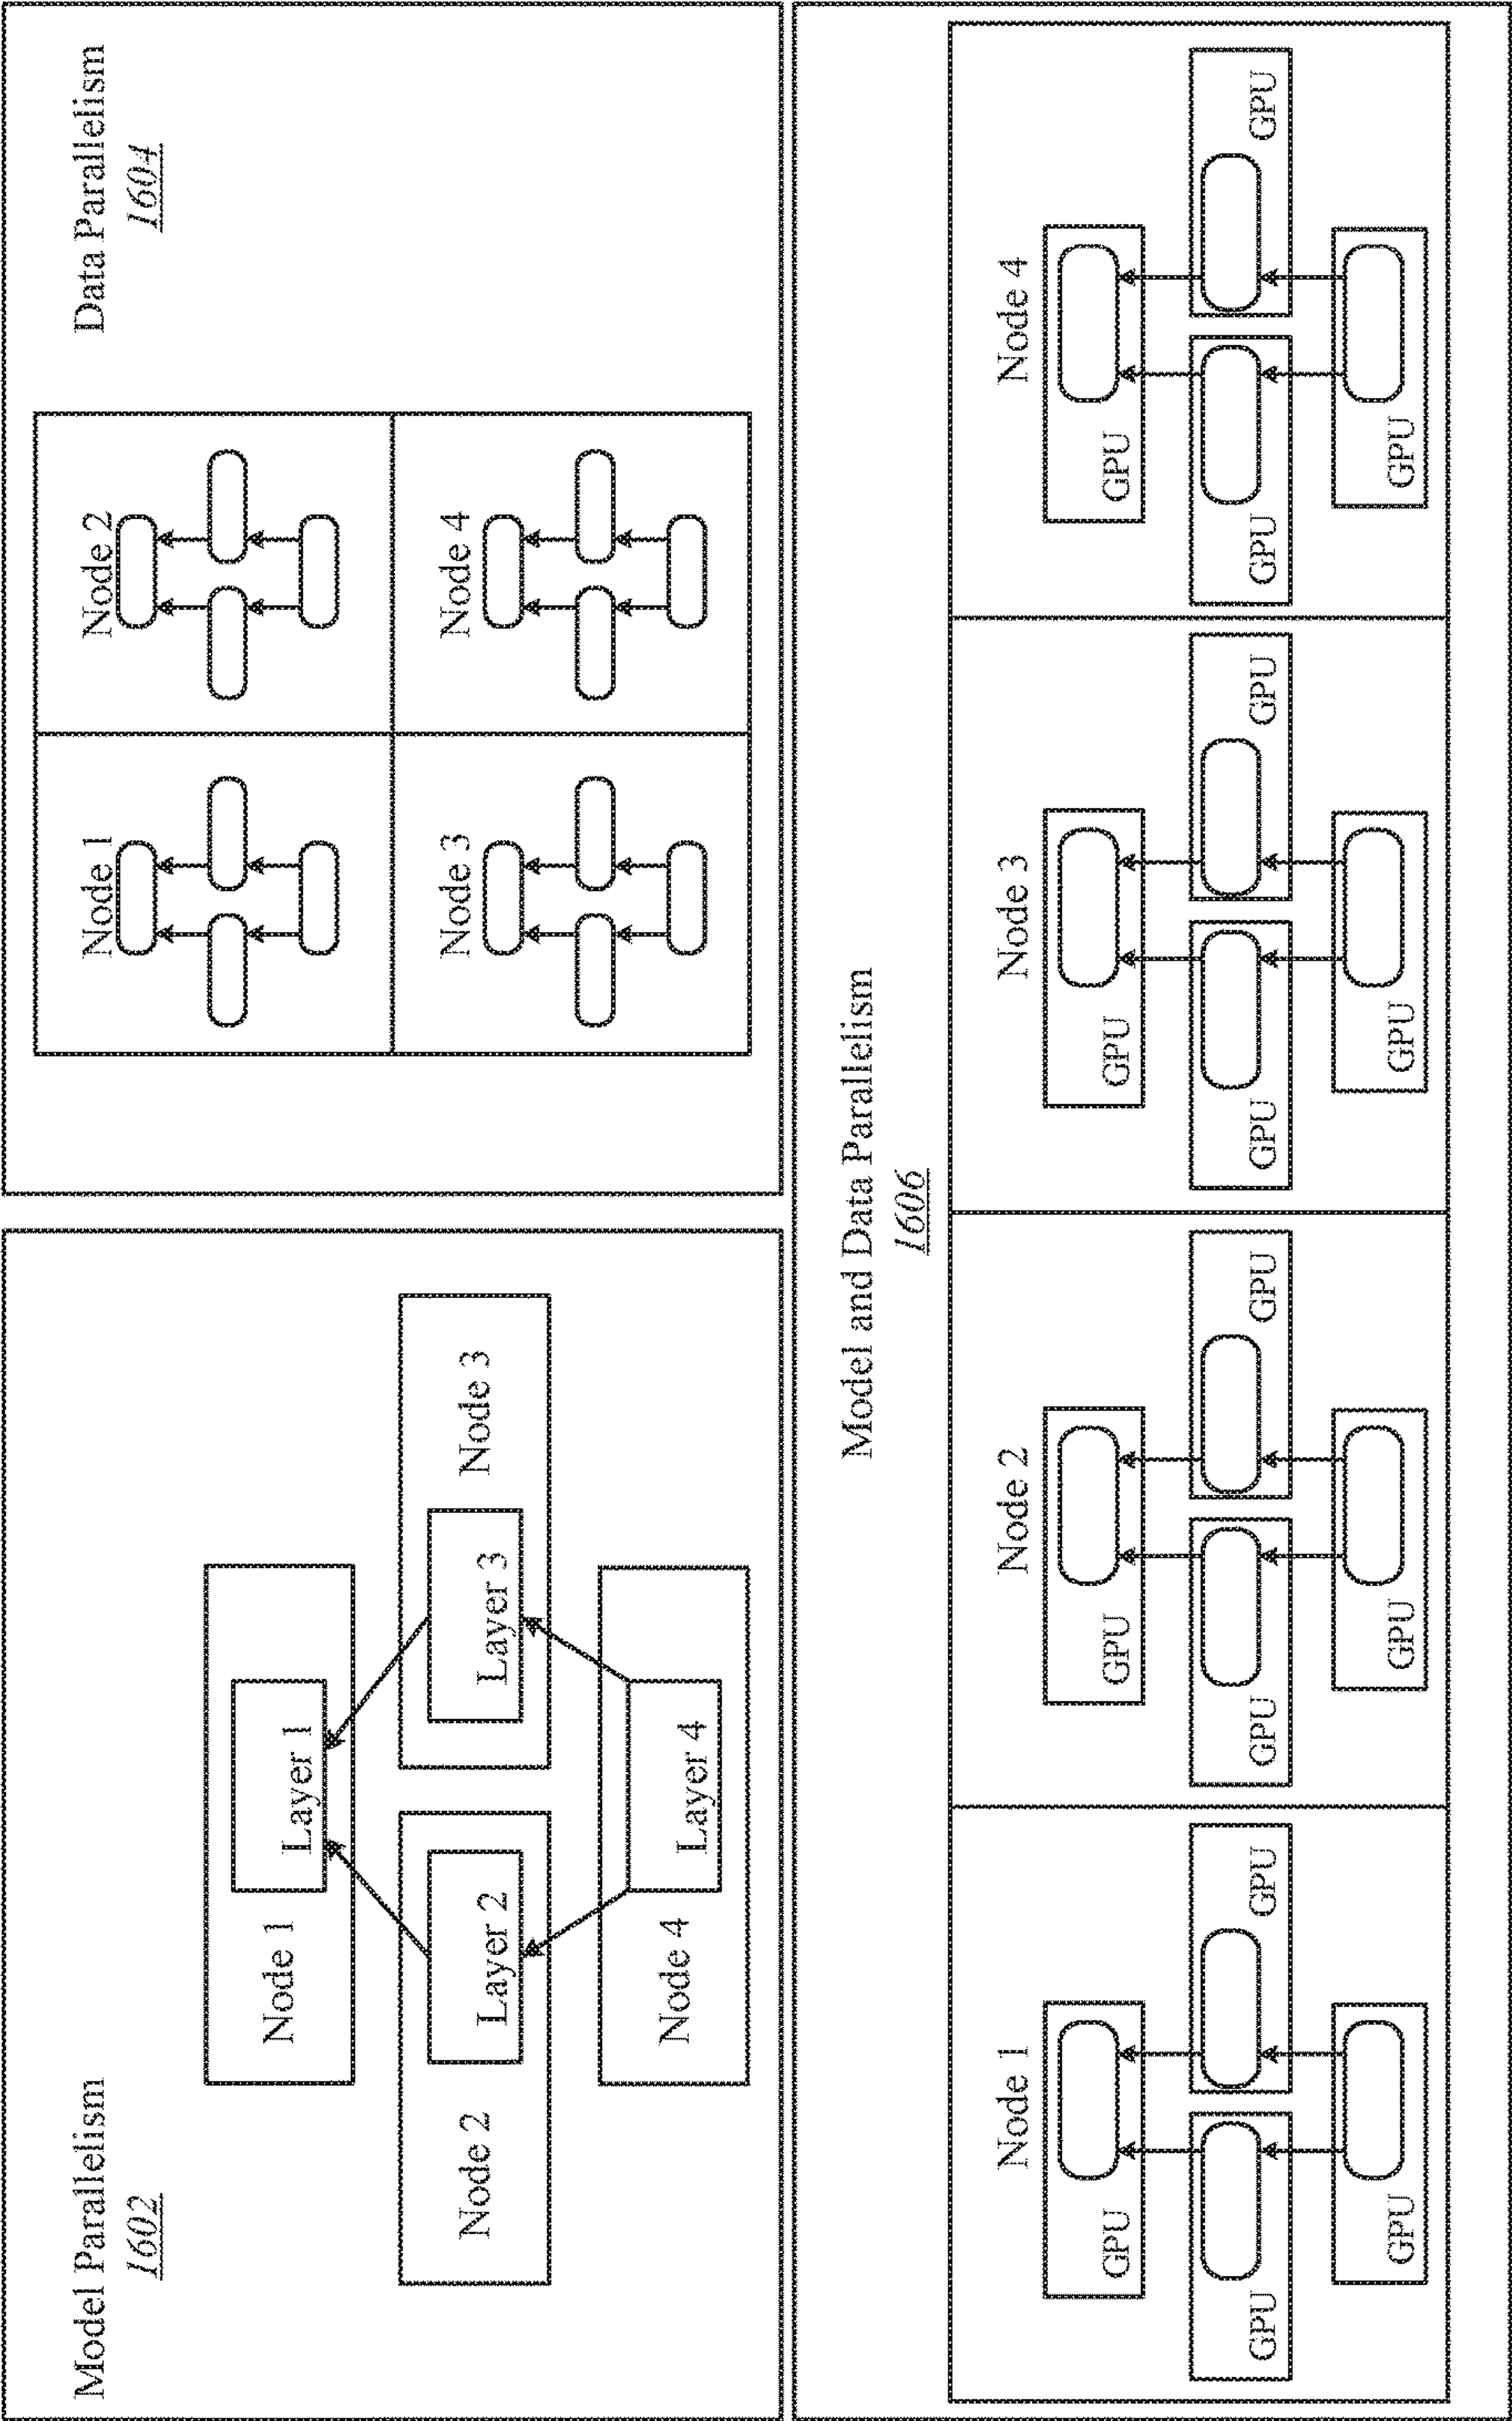 Model Parallelism
1602
Node 1
Layer 1
Node 2
Layer 2
Layer 3
Node 3
Node 4
Layer 4
Data Parallelism
1604
Node 1
Node 2
Node 3
Node 4
Model and Data Parallelism
1606
Node 1
GPU
GPU
GPU
GPU
Node 2
GPU
GPU
GPU
GPU
Node 3
GPU
GPU
GPU
GPU
Node 4
GPU
GPU
GPU
GPU